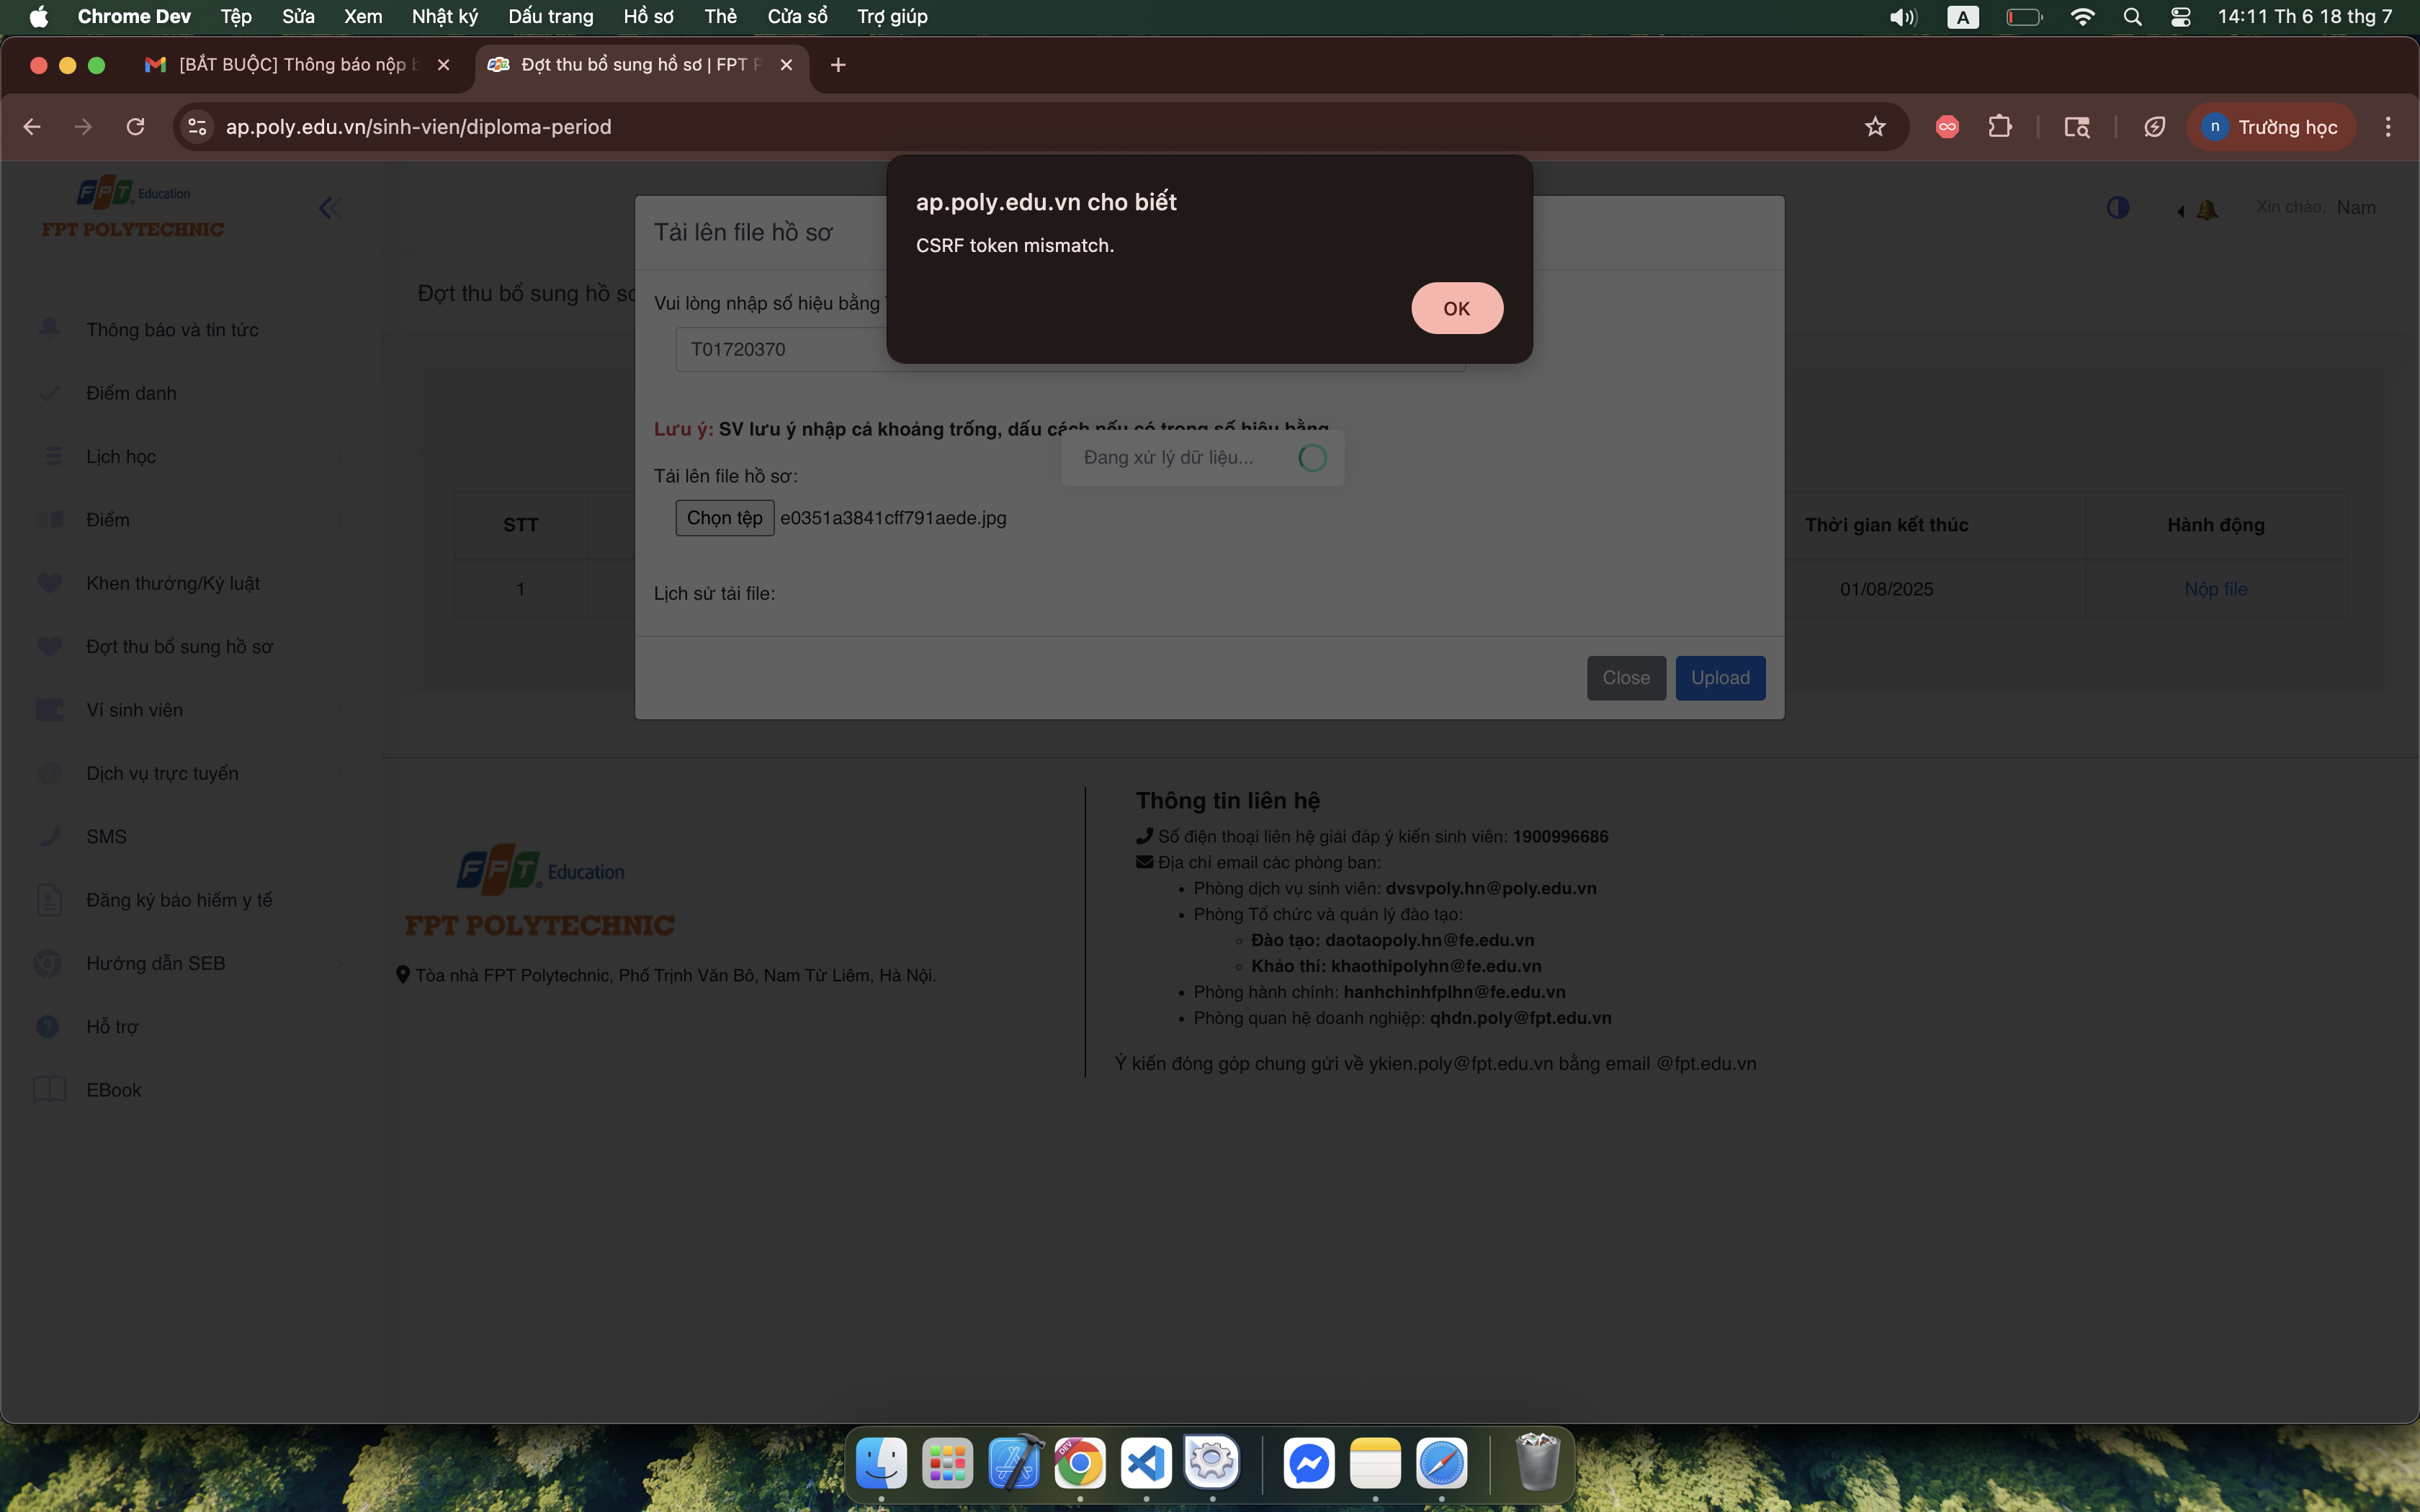 Chrome Dev Tệp Sửa Xem Nhật ký Dấu trang Hồ sơ Thẻ Cửa sổ Trợ giúp
A 14:11 Th 6 18 thg 7
[BẮT BUỘC] Thông báo nộp
Đợt thu bổ sung hồ sơ | FPT P
ap.poly.edu.vn/sinh-vien/diploma-period
n Trường học
ap.poly.edu.vn cho biết
CSRF token mismatch.
OK
FPT Education
FPT POLYTECHNIC
Xin chào, Nam
Thông báo và tin tức
Điểm danh
Lịch học
Điểm
Khen thưởng/Kỷ luật
Đợt thu bổ sung hồ sơ
Ví sinh viên
Dịch vụ trực tuyến
SMS
Đăng ký bảo hiểm y tế
Hướng dẫn SEB
Hỗ trợ
EBook
Đợt thu bổ sung hồ sơ
Tải lên file hồ sơ
Vui lòng nhập số hiệu bằng
T01720370
Lưu ý: SV lưu ý nhập cả khoảng trống, dấu cách nếu có trong số hiệu bằng
Đang xử lý dữ liệu...
Tải lên file hồ sơ:
Chọn tệp e0351a3841cff791aede.jpg
Lịch sử tải file:
Close Upload
STT Thời gian kết thúc Hành động
1 01/08/2025 Nộp file
FPT Education
FPT POLYTECHNIC
Tòa nhà FPT Polytechnic, Phố Trịnh Văn Bô, Nam Từ Liêm, Hà Nội.
Thông tin liên hệ
Số điện thoại liên hệ giải đáp ý kiến sinh viên: 1900996686
Địa chỉ email các phòng ban:
• Phòng dịch vụ sinh viên: dvsvpoly.hn@poly.edu.vn
• Phòng Tổ chức và quản lý đào tạo:
◦ Đào tạo: daotaopoly.hn@fe.edu.vn
◦ Khảo thí: khaothipolyhn@fe.edu.vn
• Phòng hành chính: hanhchinhfplhn@fe.edu.vn
• Phòng quan hệ doanh nghiệp: qhdn.poly@fpt.edu.vn
Ý kiến đóng góp chung gửi về ykien.poly@fpt.edu.vn bằng email @fpt.edu.vn
DEV